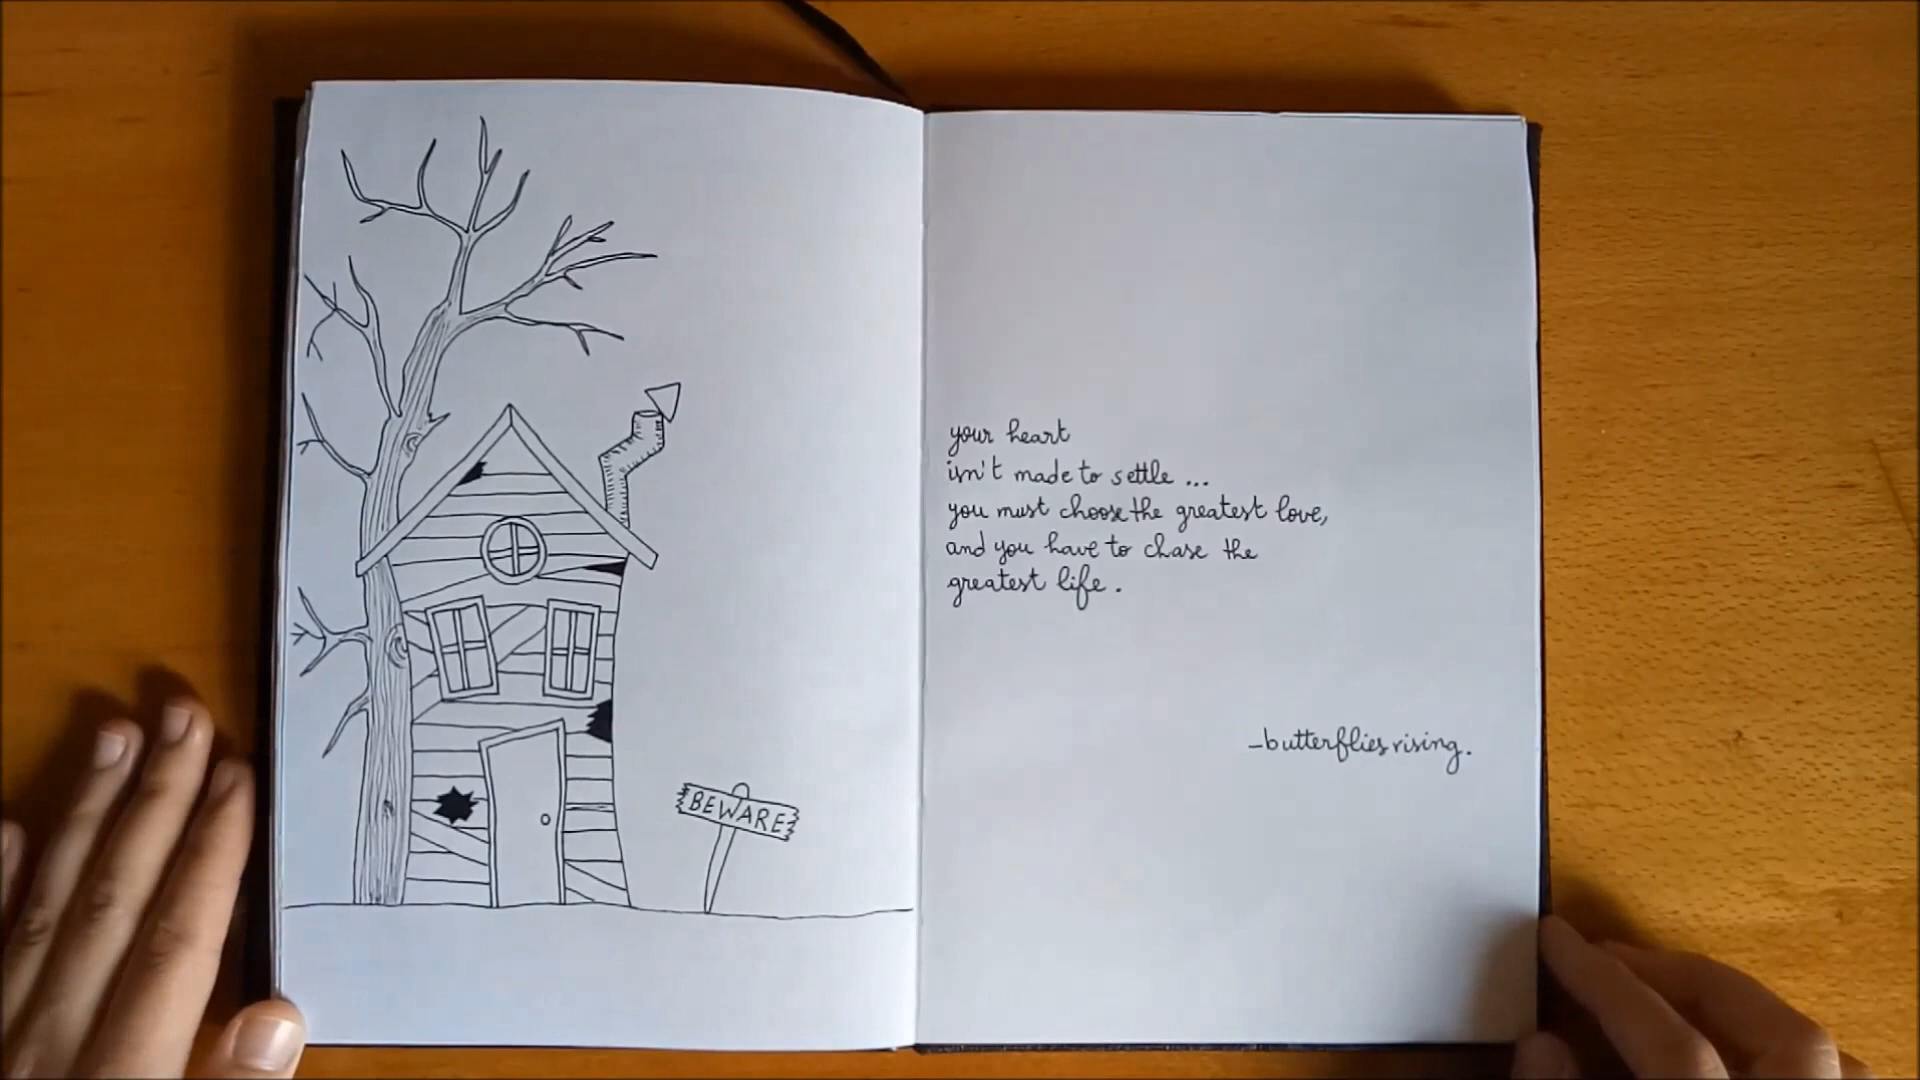 BEWARE
your heart
isn't made to settle ...
you must choose the greatest love,
and you have to chase the
greatest life.
-butterflies rising.